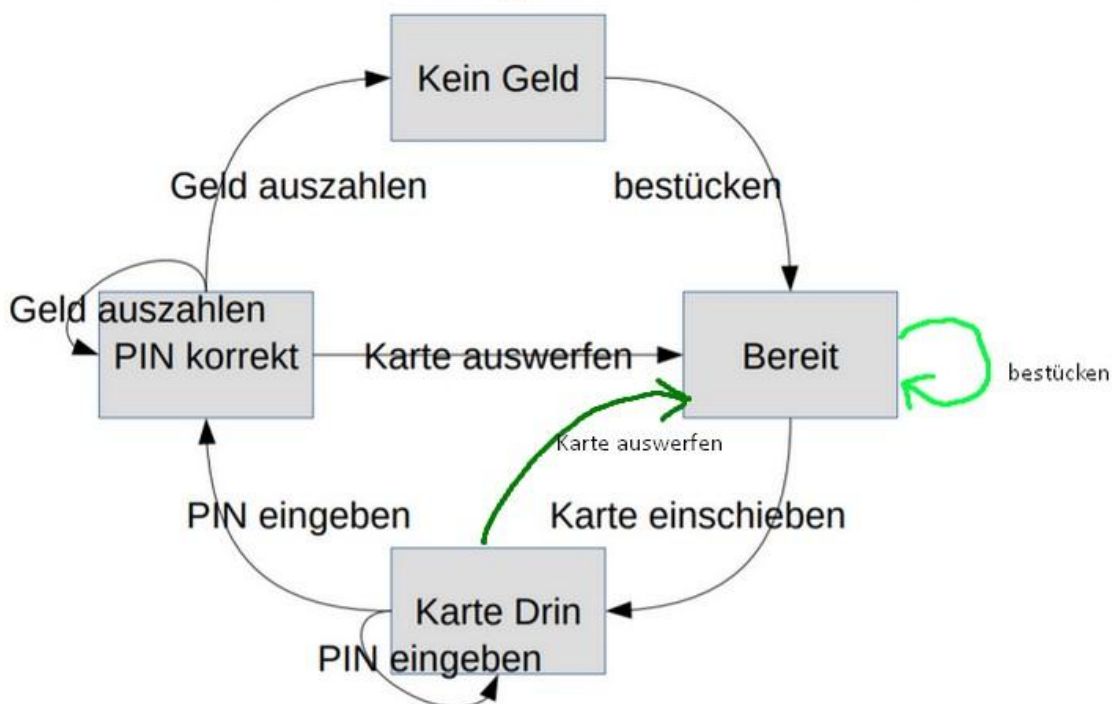 Kein Geld
Geld auszahlen
bestücken
Geld auszahlen
PIN korrekt
Karte auswerfen
Bereit
bestücken
Karte auswerfen
PIN eingeben
Karte einschieben
Karte Drin
PIN eingeben